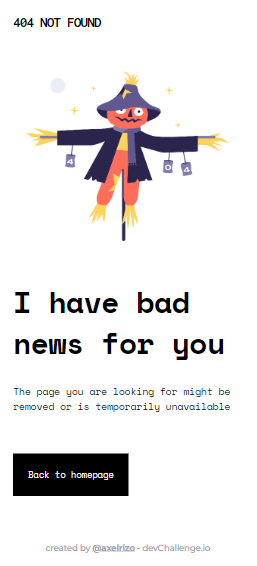 404 NOT FOUND
4
0
4
I have bad
news for you
The page you are looking for might be
removed or is temporarily unavailable
Back to homepage
created by @axelrizo - devChallenge.io